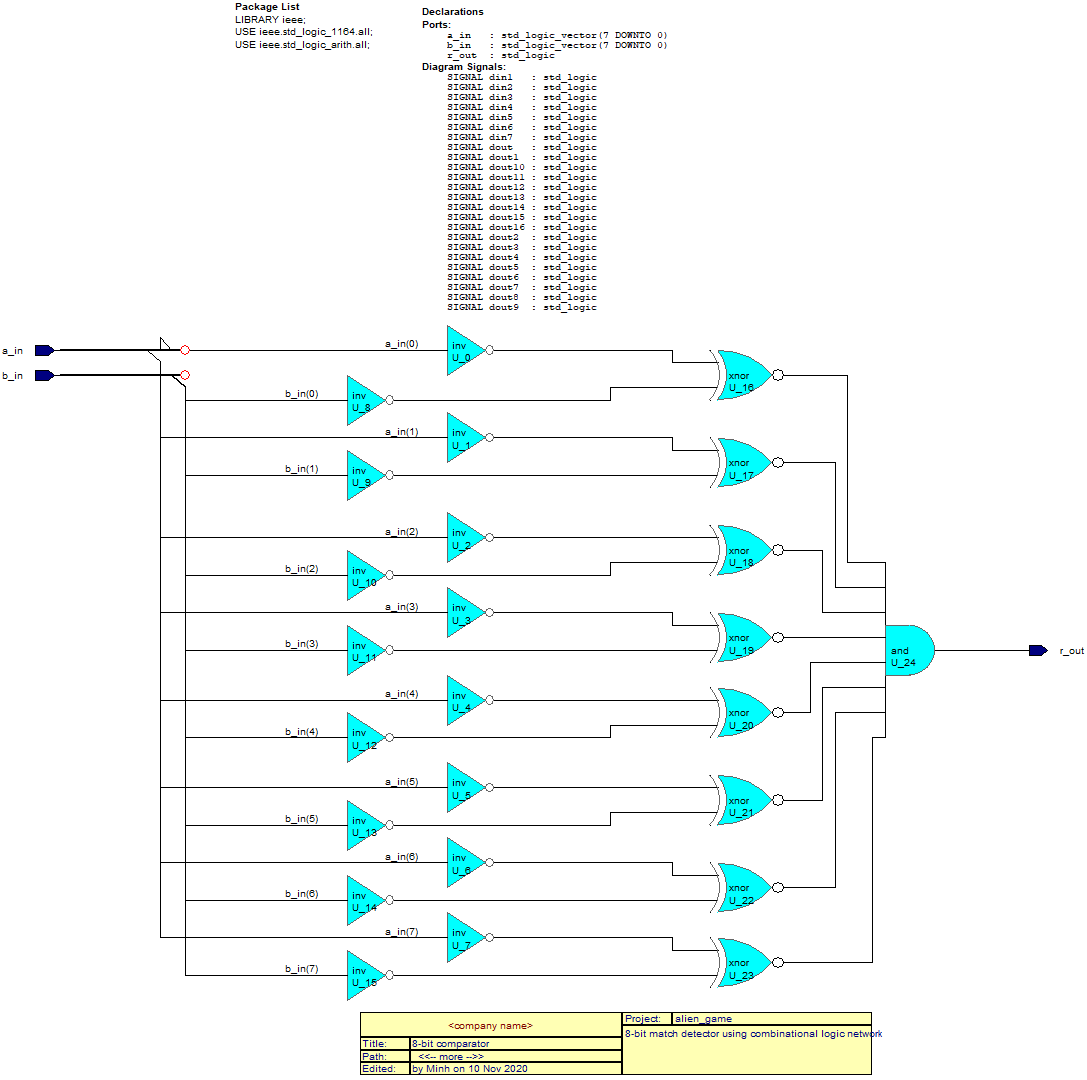 Package List
LIBRARY ieee;
USE ieee.std_logic_1164.all;
USE ieee.std_logic_arith.all;
Declarations
Ports:
a_in : std_logic_vector(7 DOWNTO 0)
b_in : std_logic_vector(7 DOWNTO 0)
r_out : std_logic
Diagram Signals:
SIGNAL din1 : std_logic
SIGNAL din2 : std_logic
SIGNAL din3 : std_logic
SIGNAL din4 : std_logic
SIGNAL din5 : std_logic
SIGNAL din6 : std_logic
SIGNAL din7 : std_logic
SIGNAL dout : std_logic
SIGNAL dout1 : std_logic
SIGNAL dout10 : std_logic
SIGNAL dout11 : std_logic
SIGNAL dout12 : std_logic
SIGNAL dout13 : std_logic
SIGNAL dout14 : std_logic
SIGNAL dout15 : std_logic
SIGNAL dout16 : std_logic
SIGNAL dout2 : std_logic
SIGNAL dout3 : std_logic
SIGNAL dout4 : std_logic
SIGNAL dout5 : std_logic
SIGNAL dout6 : std_logic
SIGNAL dout7 : std_logic
SIGNAL dout8 : std_logic
SIGNAL dout9 : std_logic
a_in
b_in
a_in(0)
inv
U_0
b_in(0)
inv
U_8
xnor
U_16
a_in(1)
inv
U_1
b_in(1)
inv
U_9
xnor
U_17
a_in(2)
inv
U_2
b_in(2)
inv
U_10
xnor
U_18
a_in(3)
inv
U_3
b_in(3)
inv
U_11
xnor
U_19
and
U_24
r_out
a_in(4)
inv
U_4
b_in(4)
inv
U_12
xnor
U_20
a_in(5)
inv
U_5
b_in(5)
inv
U_13
xnor
U_21
a_in(6)
inv
U_6
b_in(6)
inv
U_14
xnor
U_22
a_in(7)
inv
U_7
b_in(7)
inv
U_15
xnor
U_23
<company name>
Title: 8-bit comparator
Path: <<-- more -->>
Edited: by Minh on 10 Nov 2020
Project: alien_game
8-bit match detector using combinational logic network